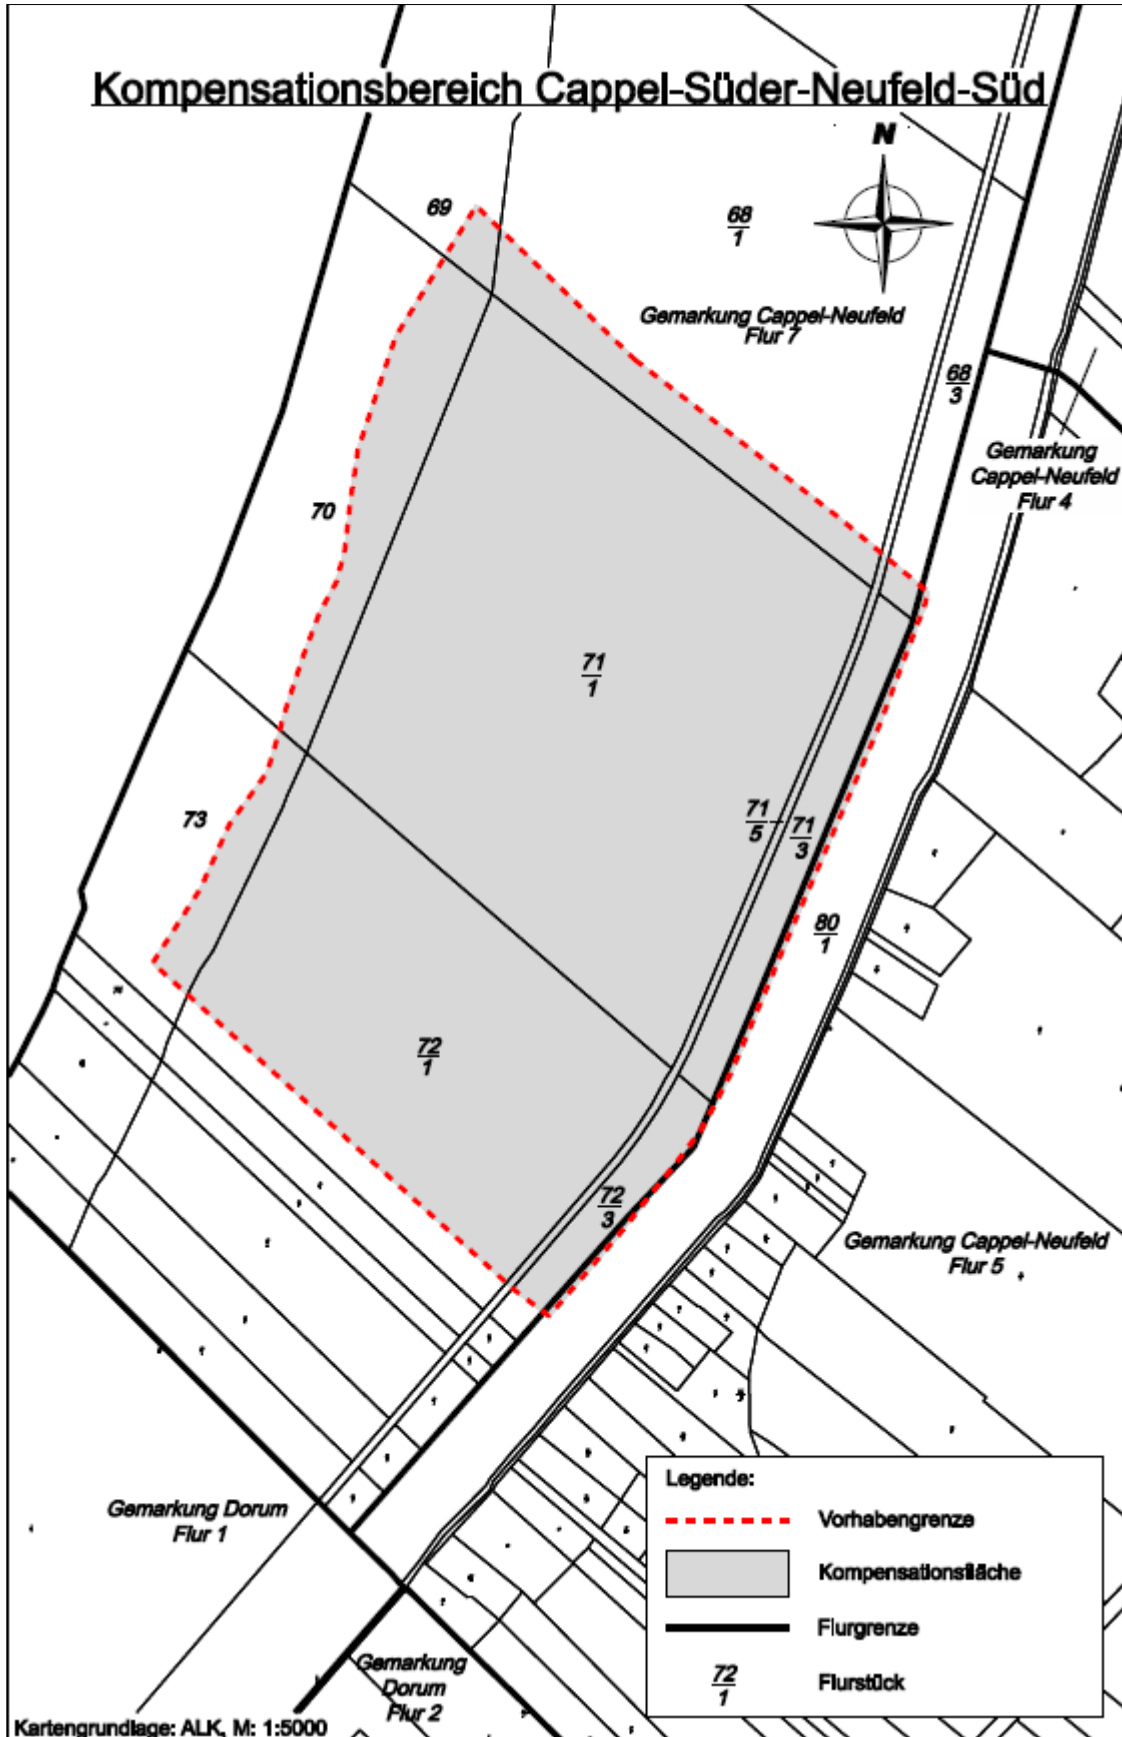 Kompensationsbereich Cappel-Süder-Neufeld-Süd
N
69
68
1
Gemarkung Cappel-Neufeld
Flur 7
68
3
Gemarkung
Cappel-Neufeld
Flur 4
70
71
1
73
71
5
71
3
80
1
72
1
72
3
Gemarkung Cappel-Neufeld
Flur 5
Gemarkung Dorum
Flur 1
Gemarkung
Dorum
Flur 2
Legende:
Vorhabengrenze
Kompensationsfläche
Flurgrenze
72
1
Flurstück
Kartengrundlage: ALK, M: 1:5000